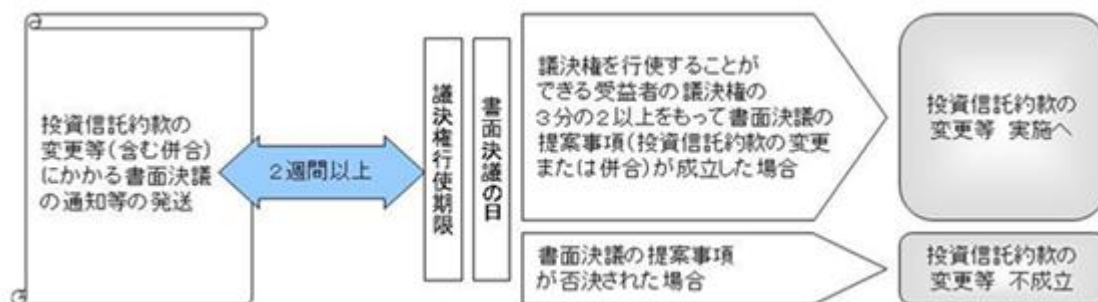 投資信託約款の
変更等(含む併合)
にかかる書面決議
の通知等の発送
2週間以上
議決権行使期限
書面決議の日
議決権を行使することが
できる受益者の議決権の
3分の2以上をもって書面決議の
提案事項(投資信託約款の変更
または併合)が成立した場合
投資信託約款の
変更等 実施へ
書面決議の提案事項
が否決された場合
投資信託約款の
変更等 不成立